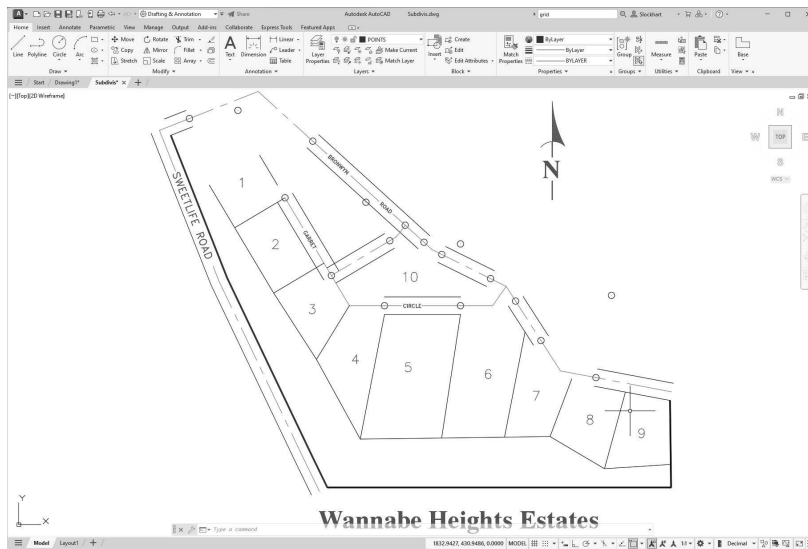 A Drafting & Annotation Share Autodesk AutoCAD Subdivis.dwg grid Slockhart
Home Insert Annotate Parametric View Manage Output Add-ins Collaborate Express Tools Featured Apps
Line Polyline Circle Arc
Move Rotate Trim
Copy Mirror Fillet
Stretch Scale Array
Text Dimension
Linear
Leader
Table
Layer Properties
POINTS
Make Current
Match Layer
Insert
Create
Edit
Edit Attributes
Match Properties
ByLayer
ByLayer
BYLAYER
Group Measure Paste Base
Draw Modify Annotation Layers Block Properties Groups Utilities Clipboard View
Start Drawing1* Subdivis* × +
[−][Top][2D Wireframe]
N
W TOP E
S
WCS
N
SWEETLIFE ROAD
BRONWYN ROAD
GARRET
CIRCLE
1
2
3
4
5
6
7
8
9
10
Y
X
Type a command
Wannabe Heights Estates
Model Layout1 + 1832.9427, 430.9486, 0.0000 MODEL 1:1 Decimal